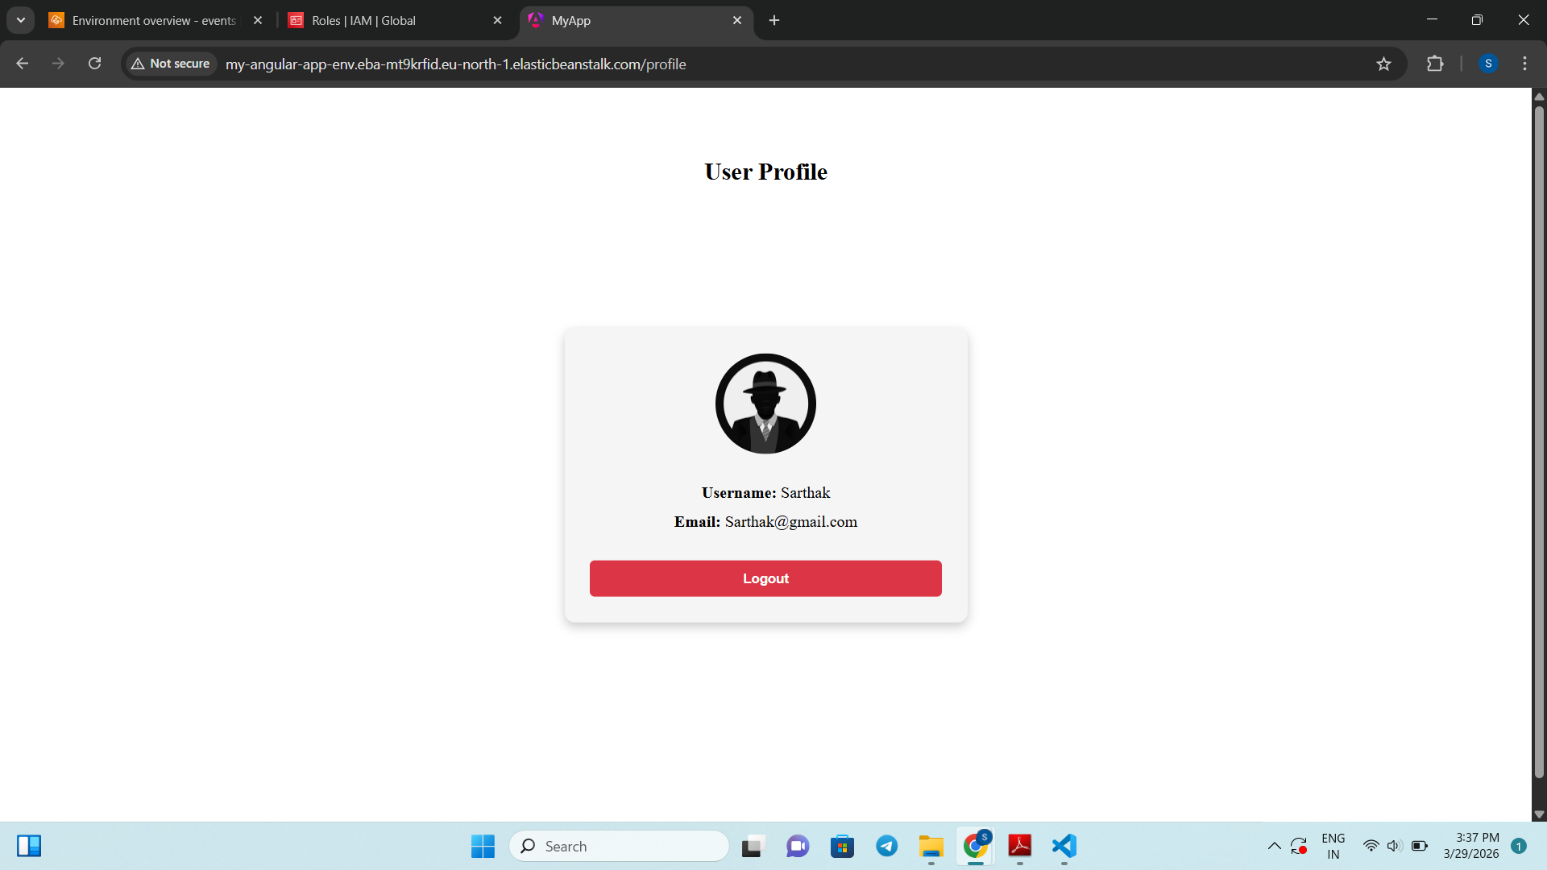 Environment overview - events
Roles | IAM | Global
MyApp
Not secure
my-angular-app-env.eba-mt9krfid.eu-north-1.elasticbeanstalk.com/profile
S
User Profile
Username: Sarthak
Email: Sarthak@gmail.com
Logout
Search
S
ENG
IN
3:37 PM
3/29/2026
1